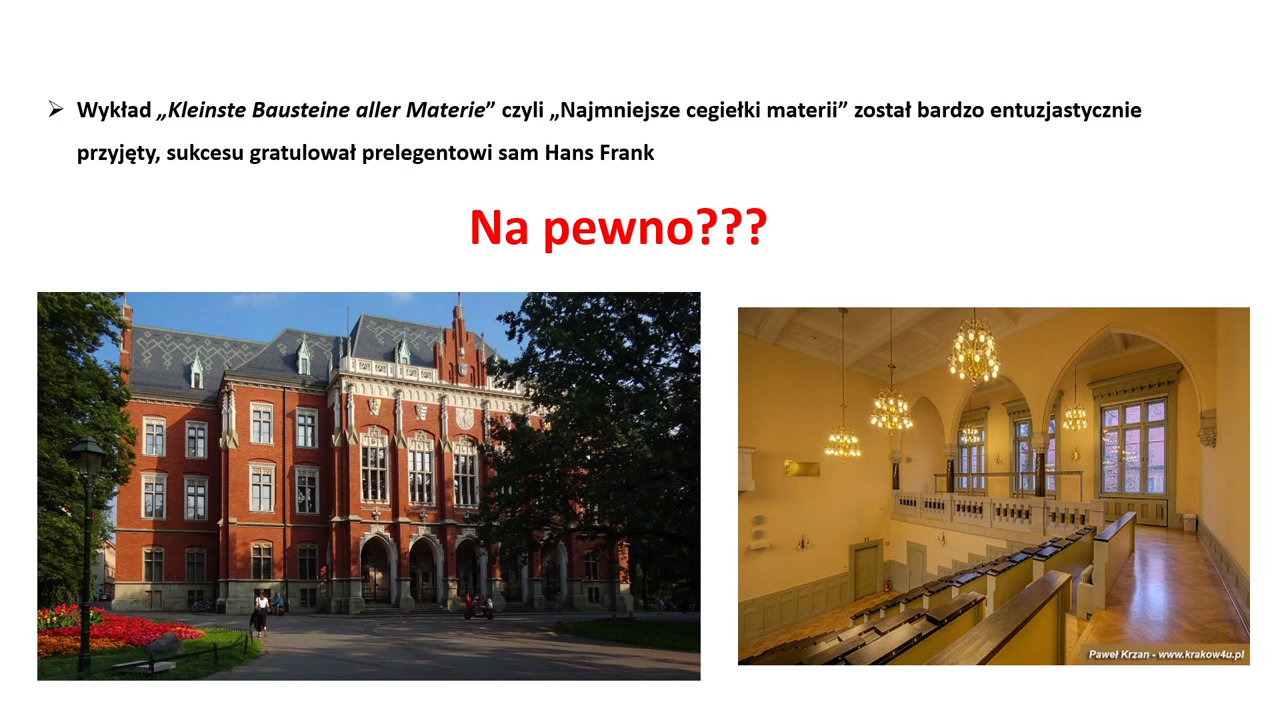 ➢ Wykład „Kleinste Bausteine aller Materie” czyli „Najmniejsze cegiełki materii” został bardzo entuzjastycznie
przyjęty, sukcesu gratulował prelegentowi sam Hans Frank
Na pewno???
Paweł Krzan - www.krakow4u.pl